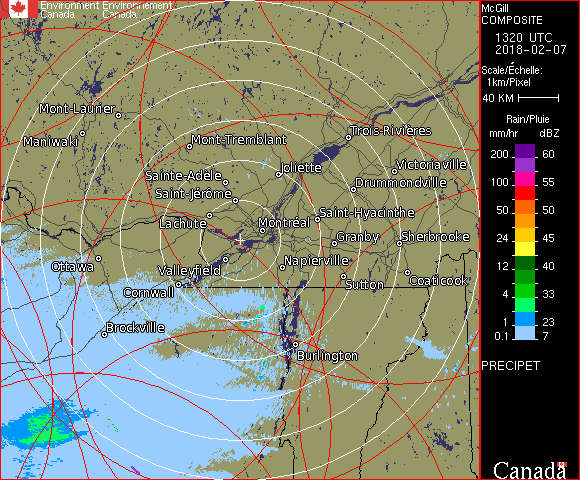 Environment Environnement
Canada Canada
McGill
COMPOSITE
1320 UTC
2018-02-07
Scale/Échelle:
1km/Pixel
40 KM
Rain/Pluie
mm/hr dBZ
200 60
100 55
50 50
24 45
12 40
4 33
1 23
0.1 7
PRECIPET
Canada
Mont-Laurier
Maniwaki
Mont-Tremblant
Trois-Rivières
Victoriaville
Joliette
Sainte-Adèle
Drummondville
Saint-Jérôme
Lachute
Montréal
Saint-Hyacinthe
Granby
Sherbrooke
Ottawa
Valleyfield
Napierville
Cornwall
Sutton
Coaticook
Brockville
Burlington